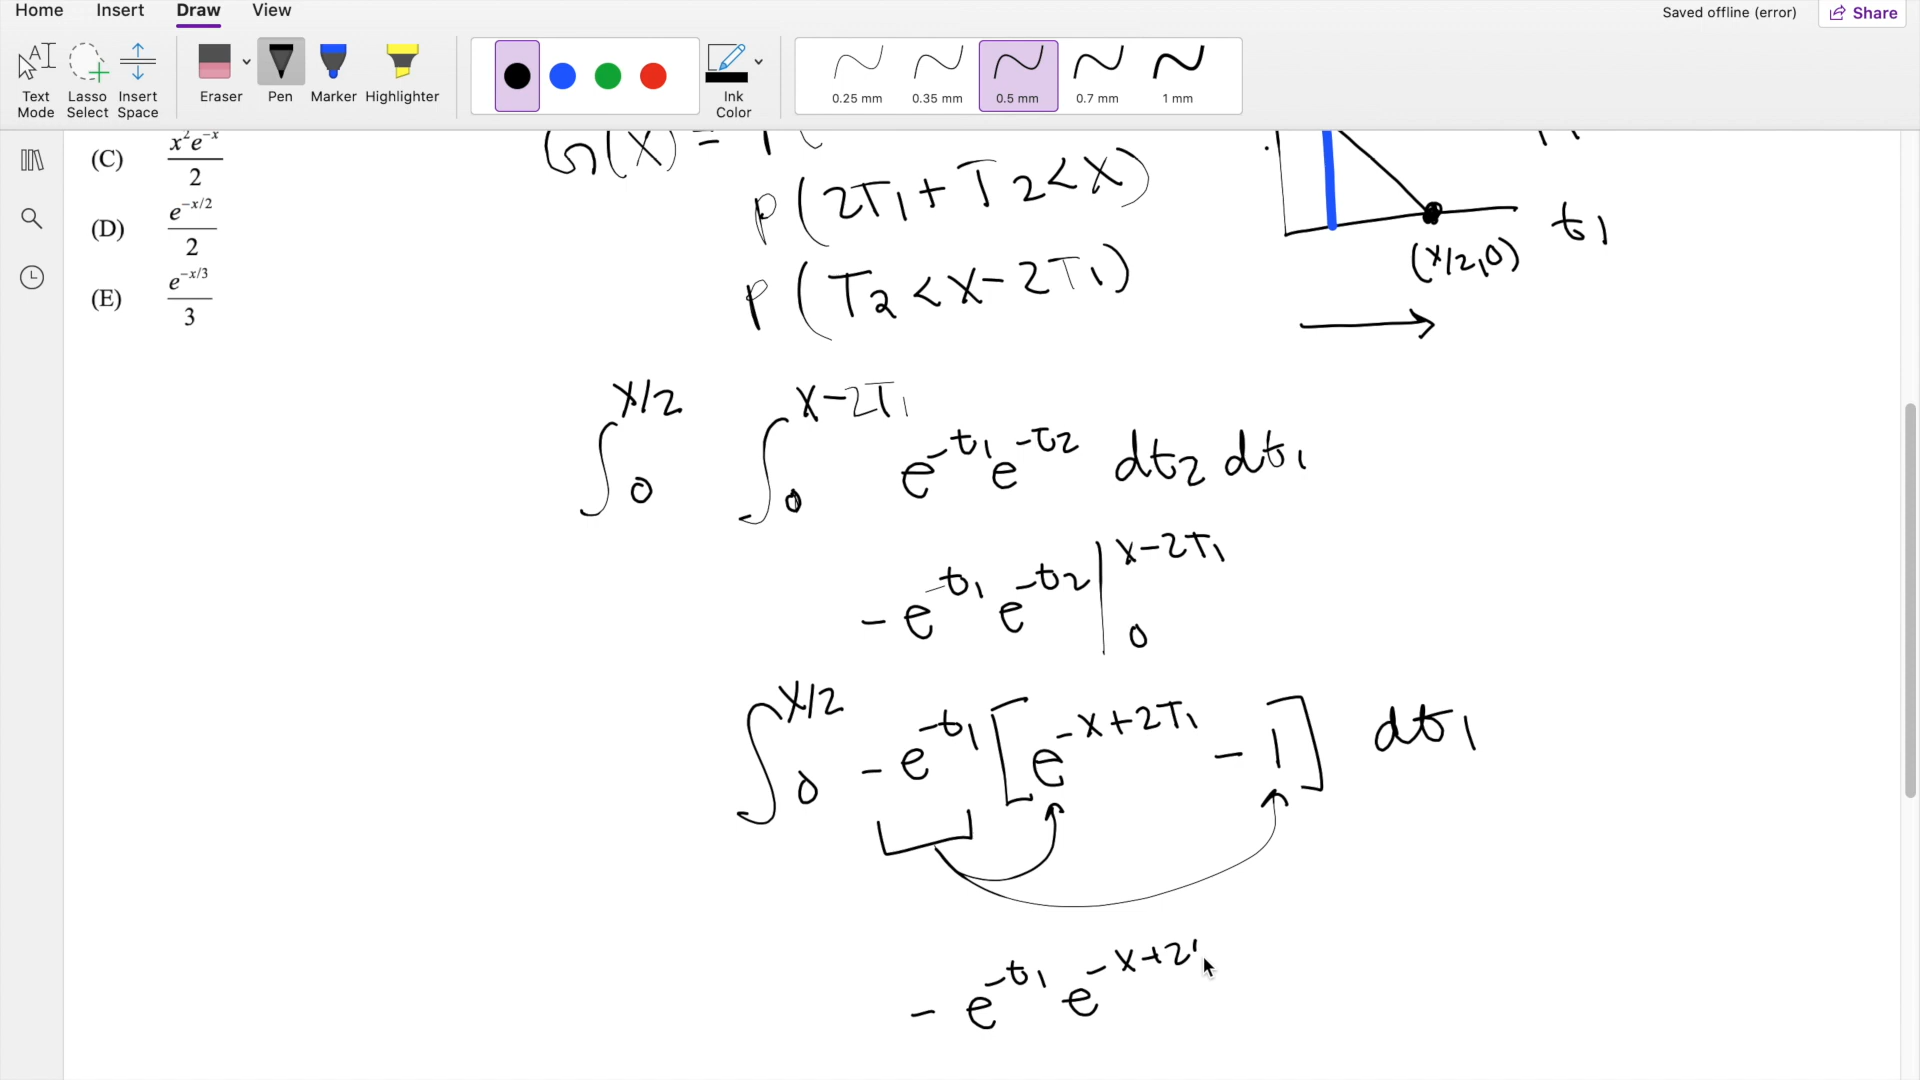 Home Insert Draw View
Saved offline (error) Share
Text Mode Lasso Select Insert Space Eraser Pen Marker Highlighter Ink Color 0.25 mm 0.35 mm 0.5 mm 0.7 mm 1 mm
(C) x²e^{-x}/2
(D) e^{-x/2}/2
(E) e^{-x/3}/3
G(X) = P(
P(2T₁ + T₂ < X)
t₁
(x/2,0)
P(T₂ < X - 2T₁)
∫₀^{X/2} ∫₀^{X-2T₁} e^{-t₁} e^{-t₂} dt₂ dt₁
- e^{-t₁} e^{-t₂} |₀^{X-2T₁}
∫₀^{X/2} - e^{-t₁} [e^{-X+2T₁} - 1] dt₁
- e^{-t₁} e^{-X+2